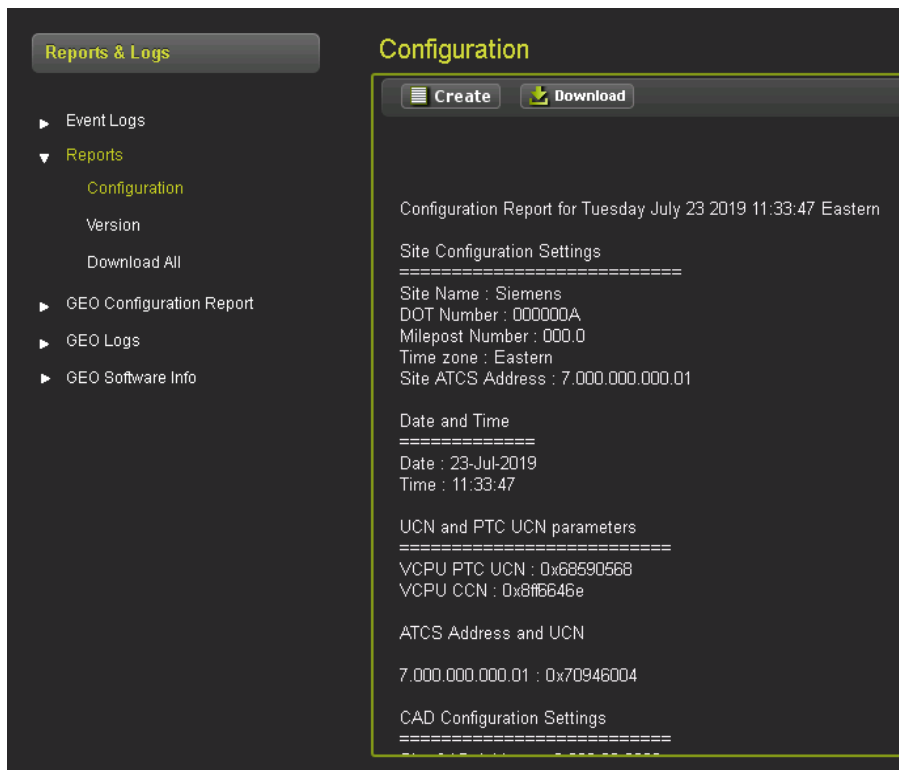 Reports & Logs
Event Logs
Reports
Configuration
Version
Download All
GEO Configuration Report
GEO Logs
GEO Software Info
Configuration
Create
Download
Configuration Report for Tuesday July 23 2019 11:33:47 Eastern
Site Configuration Settings
===========================
Site Name : Siemens
DOT Number : 000000A
Milepost Number : 000.0
Time zone : Eastern
Site ATCS Address : 7.000.000.000.01
Date and Time
=============
Date : 23-Jul-2019
Time : 11:33:47
UCN and PTC UCN parameters
==========================
VCPU PTC UCN : 0x68590568
VCPU CCN : 0x8ff6646e
ATCS Address and UCN
7.000.000.000.01 : 0x70946004
CAD Configuration Settings
==========================